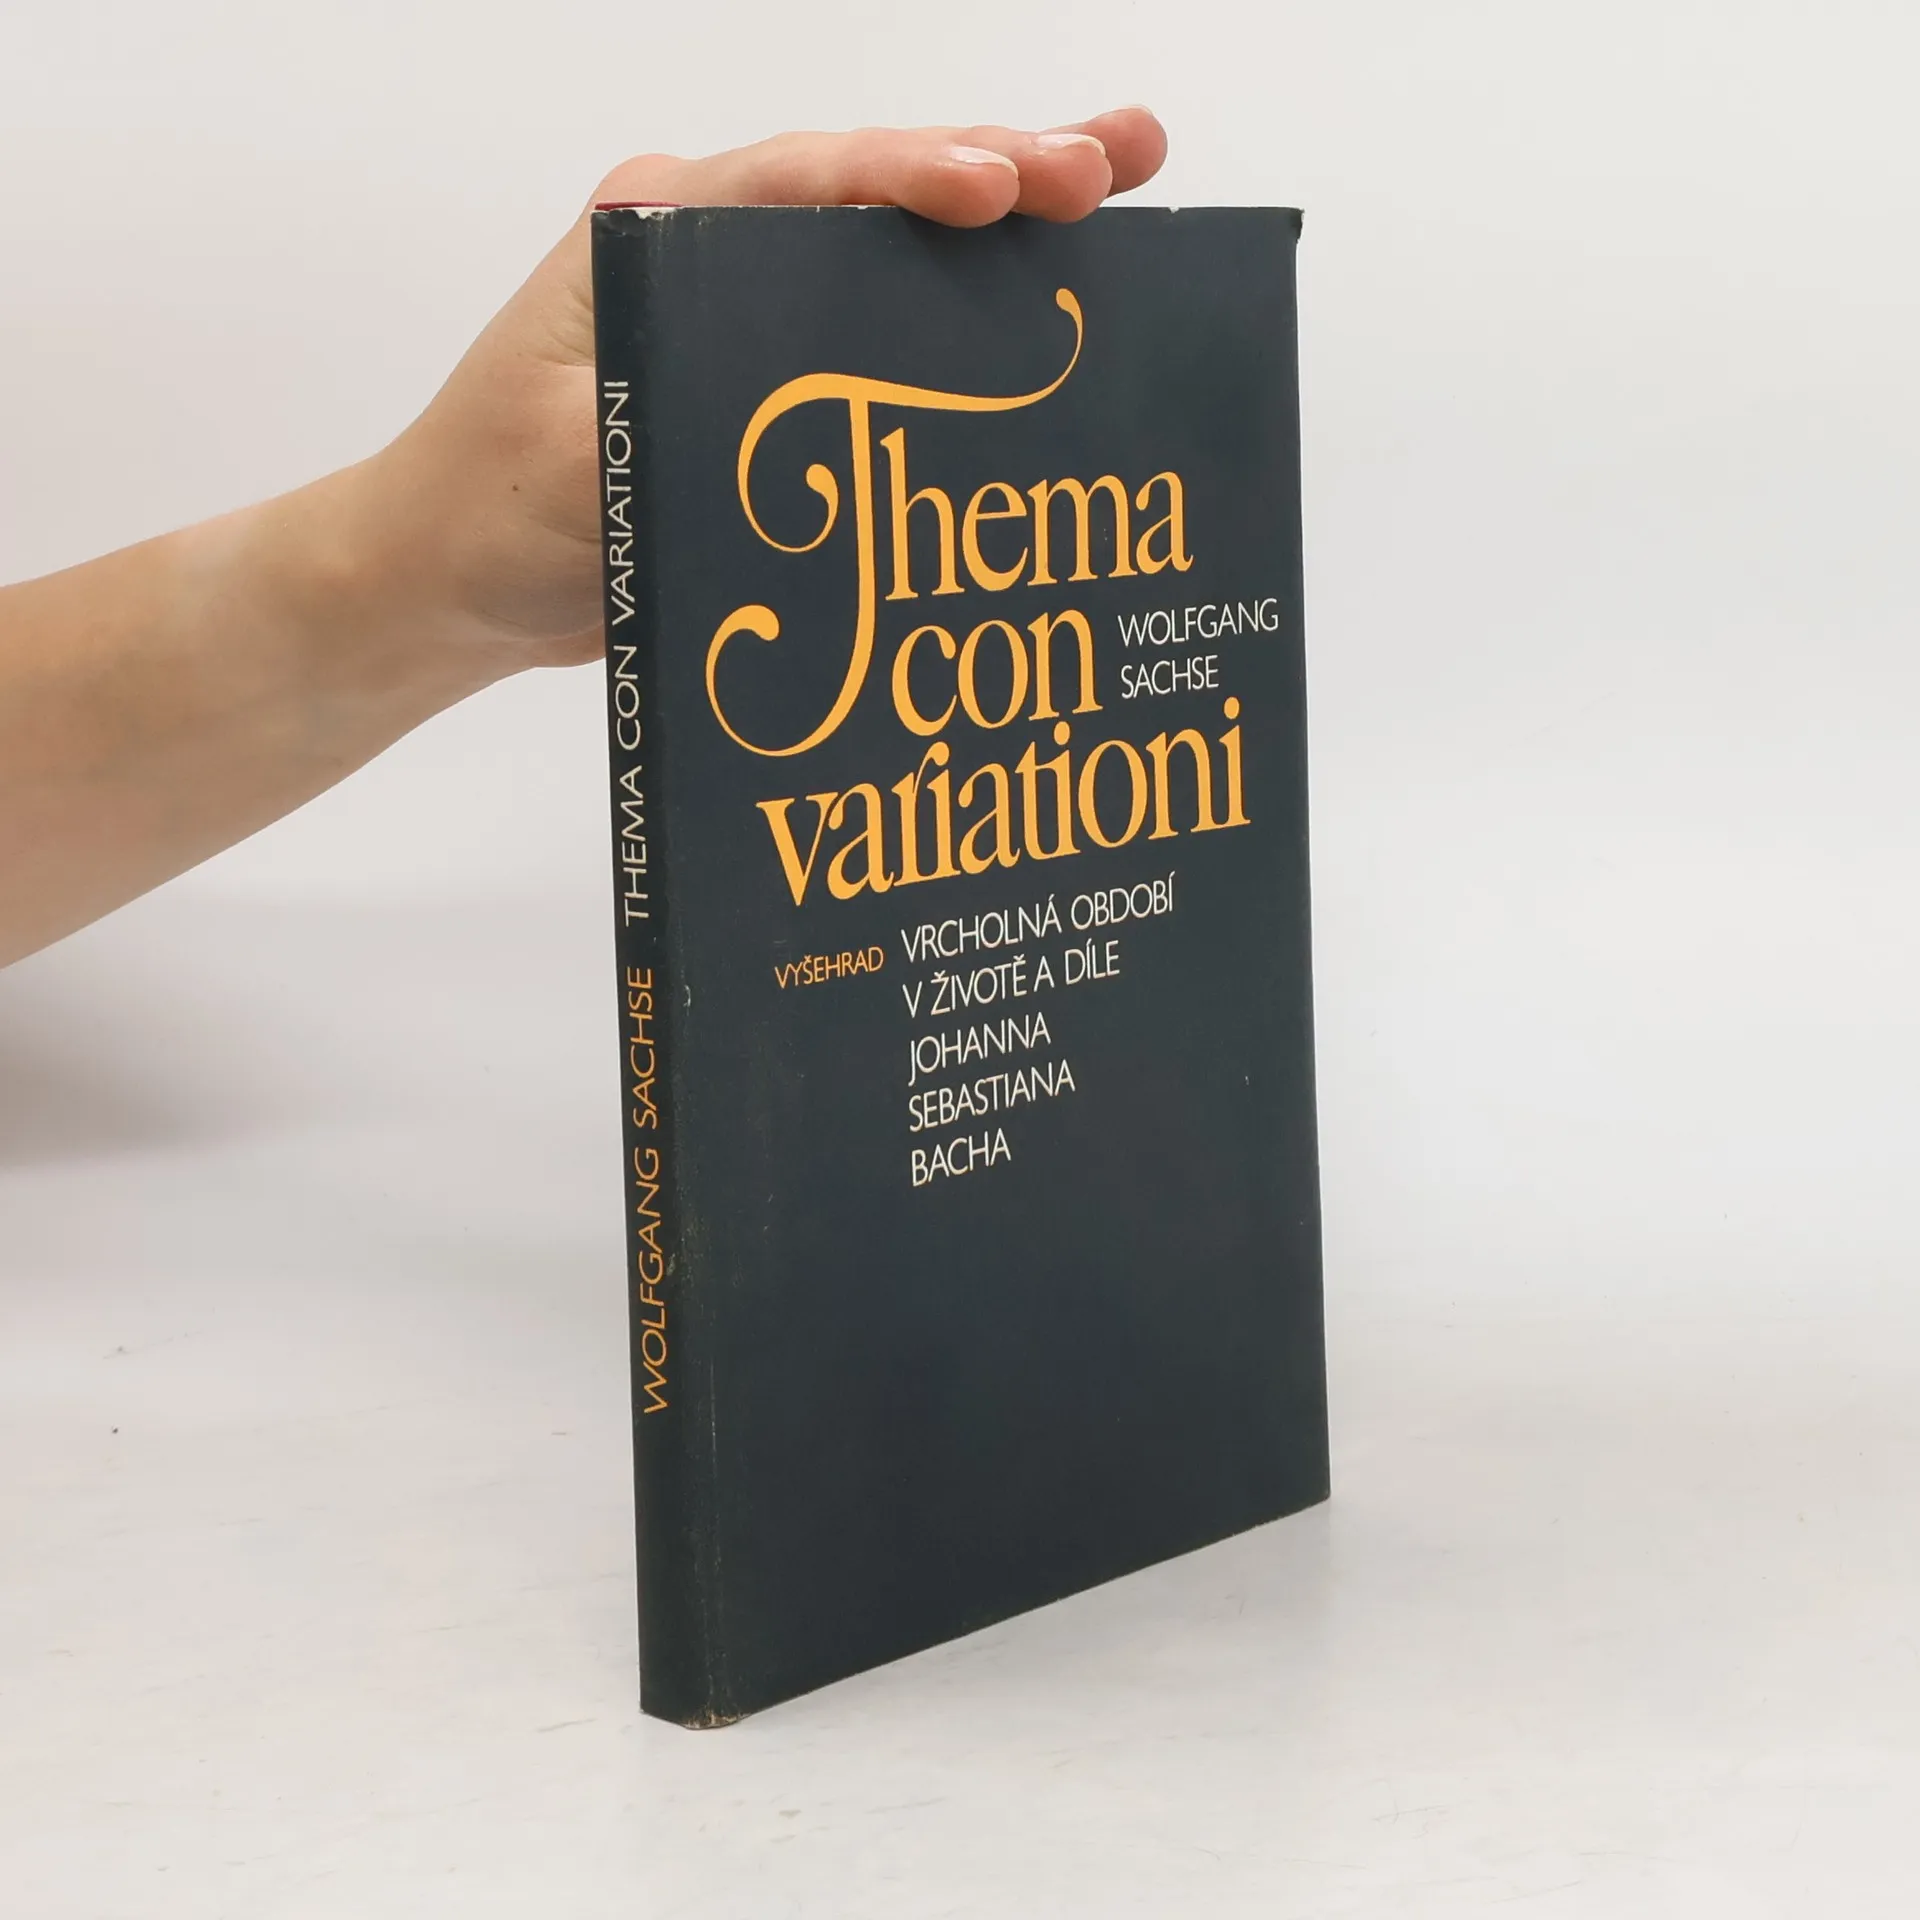 Thema
con
WOLFGANG
SACHSE
variationi
VYŠEHRAD
VRCHOLNÁ OBDOBÍ
V ŽIVOTĚ A DÍLE
JOHANNA
SEBASTIANA
BACHA
WOLFGANG SACHSE THEMA CON VARIATIONI